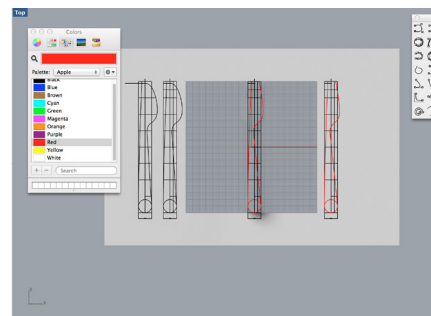 Top
Colors
Palette: Apple
Black
Blue
Brown
Cyan
Green
Magenta
Orange
Purple
Red
Yellow
White
Search